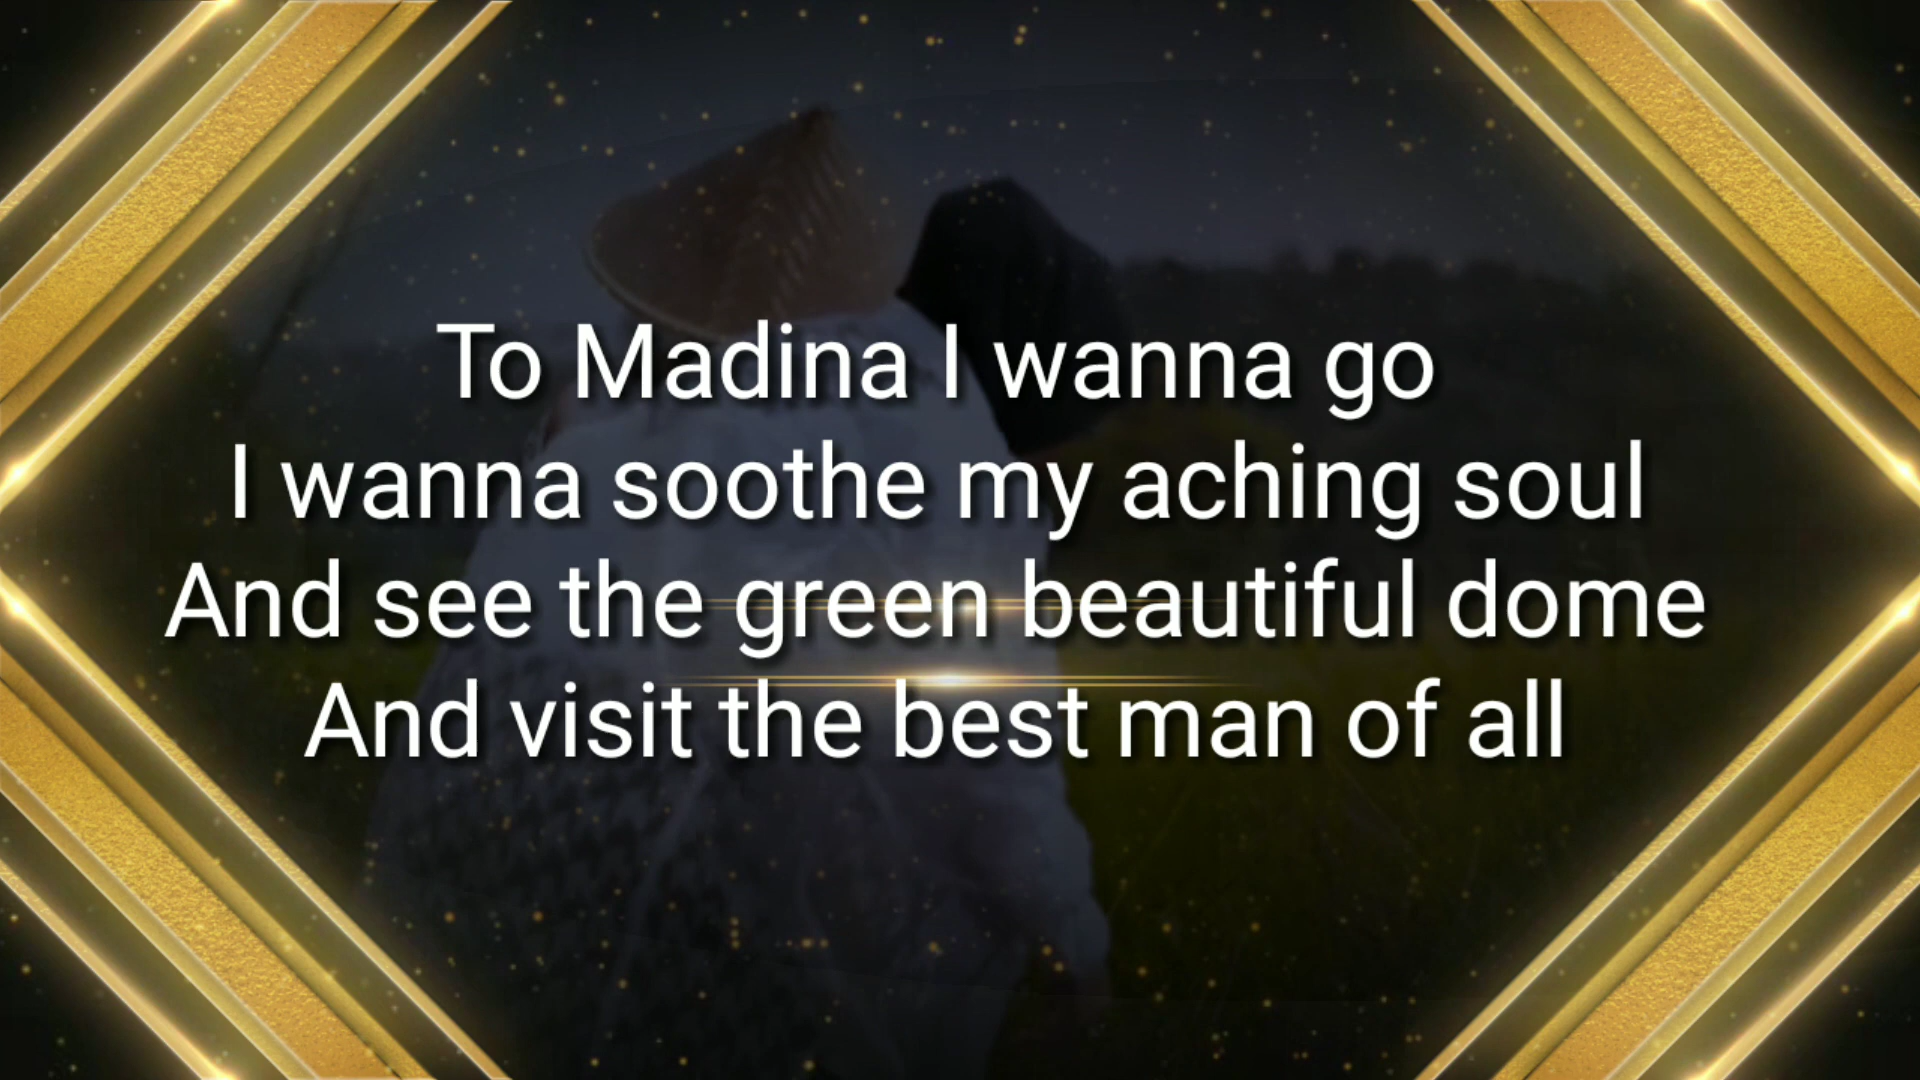 To Madina I wanna go
I wanna soothe my aching soul
And see the green beautiful dome
And visit the best man of all